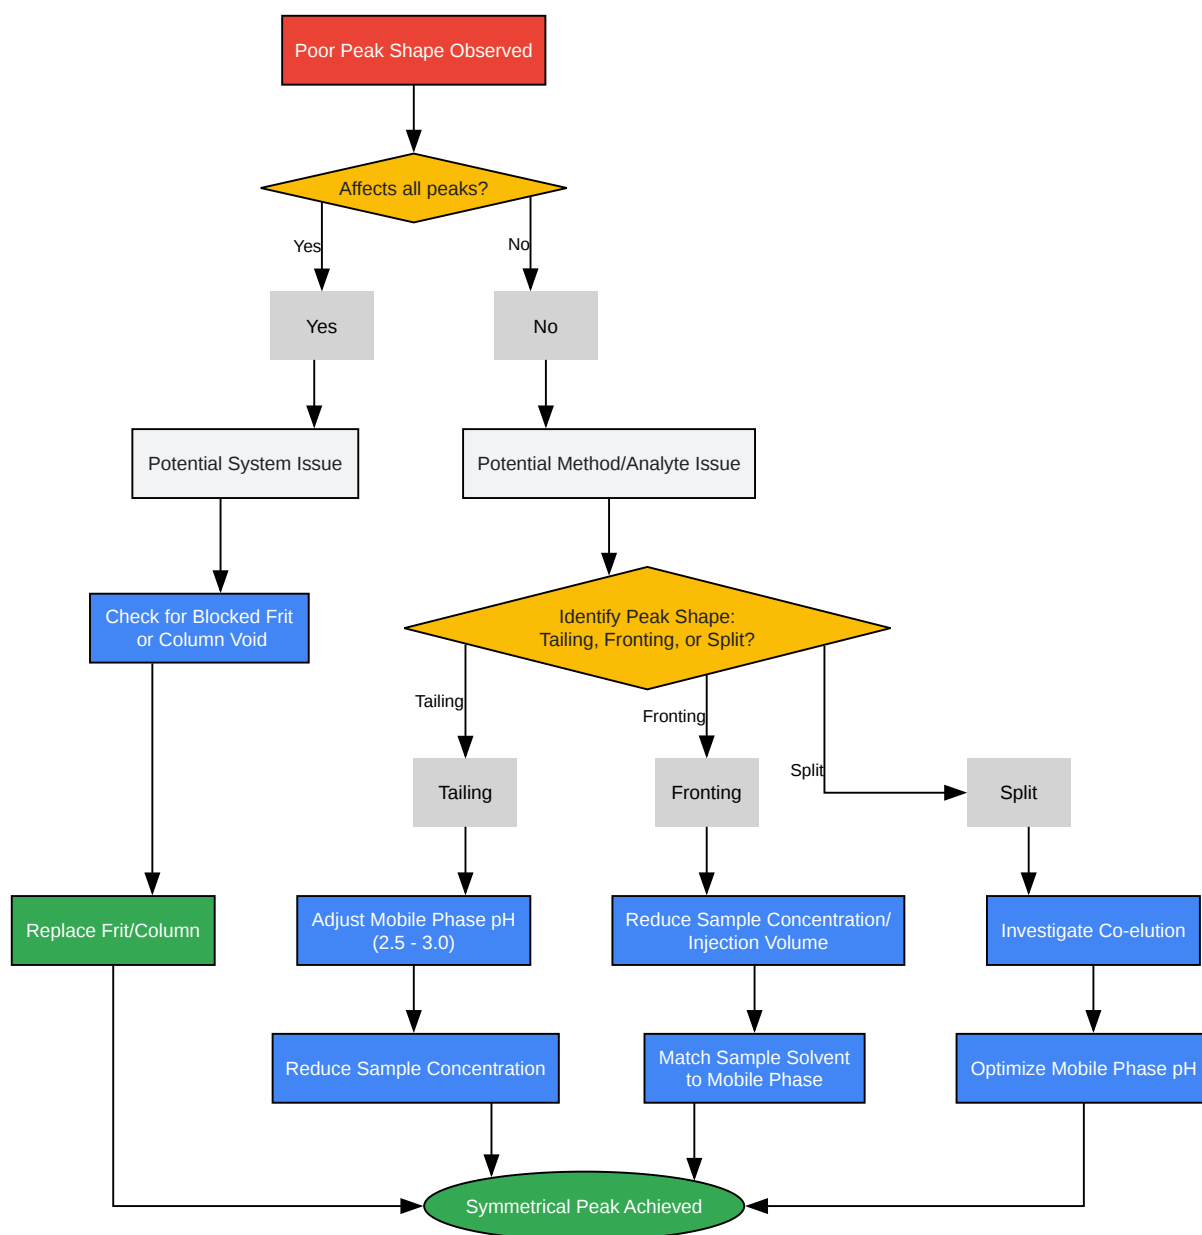 Poor Peak Shape Observed
Affects all peaks?
Yes
No
Yes
No
Potential System Issue
Potential Method/Analyte Issue
Check for Blocked Frit
or Column Void
Identify Peak Shape:
Tailing, Fronting, or Split?
Tailing
Fronting
Split
Tailing
Fronting
Split
Replace Frit/Column
Adjust Mobile Phase pH
(2.5 - 3.0)
Reduce Sample Concentration/
Injection Volume
Investigate Co-elution
Reduce Sample Concentration
Match Sample Solvent
to Mobile Phase
Optimize Mobile Phase pH
Symmetrical Peak Achieved